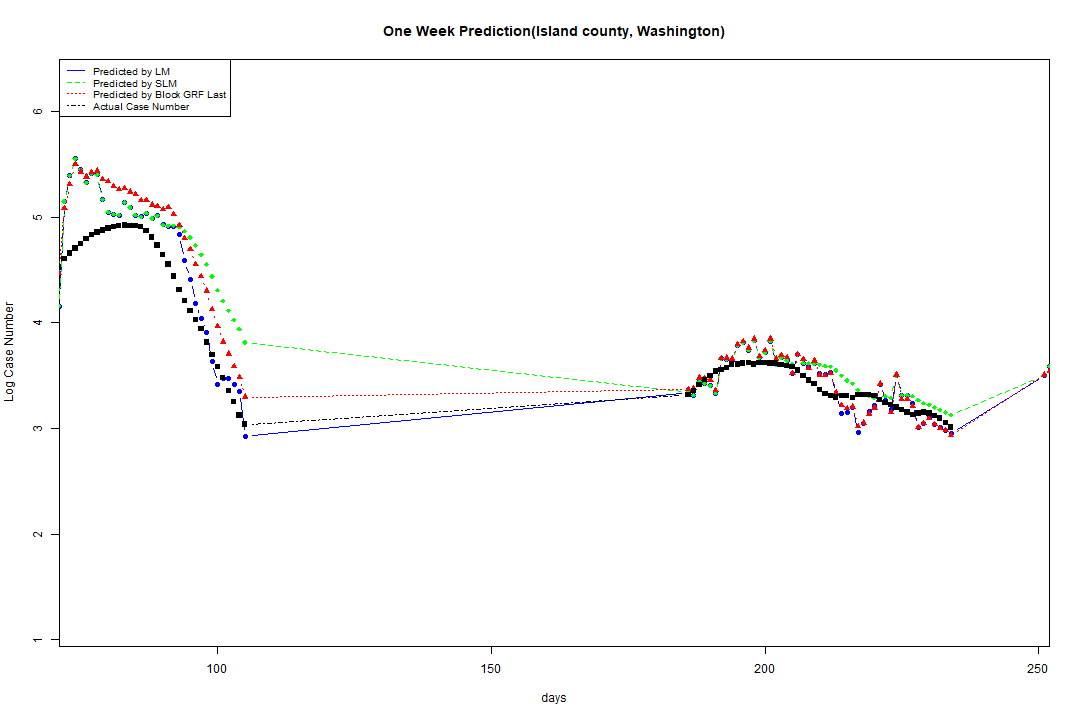 One Week Prediction(Island county, Washington)
Predicted by LM
Predicted by SLM
Predicted by Block GRF Last
Actual Case Number
Log Case Number
6
5
4
3
2
1
100 150 200 250
days